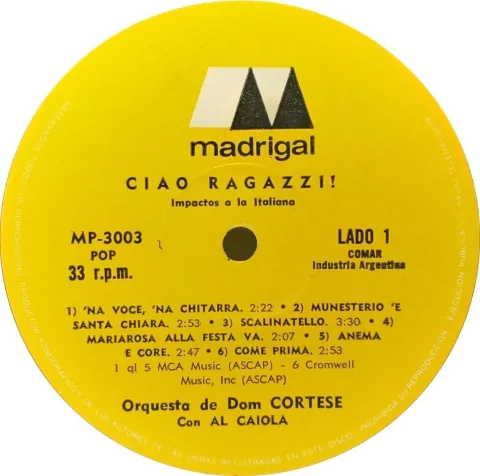 madrigal
CIAO RAGAZZI!
Impactos a la Italiana
MP-3003
POP
33 r.p.m.
LADO 1
COMAR
Industria Argentina
1) 'NA VOCE, 'NA CHITARRA. 2:22 • 2) MUNESTERIO 'E
SANTA CHIARA. 2:53 • 3) SCALINATELLO. 3:30 • 4)
MARIAROSA ALLA FESTA VA. 2:07 • 5) ANEMA
E CORE. 2:47 • 6) COME PRIMA. 2:53
1 ql 5 MCA Music (ASCAP) - 6 Cromwell
Music, Inc (ASCAP)
Orquesta de Dom CORTESE
Con AL CAIOLA